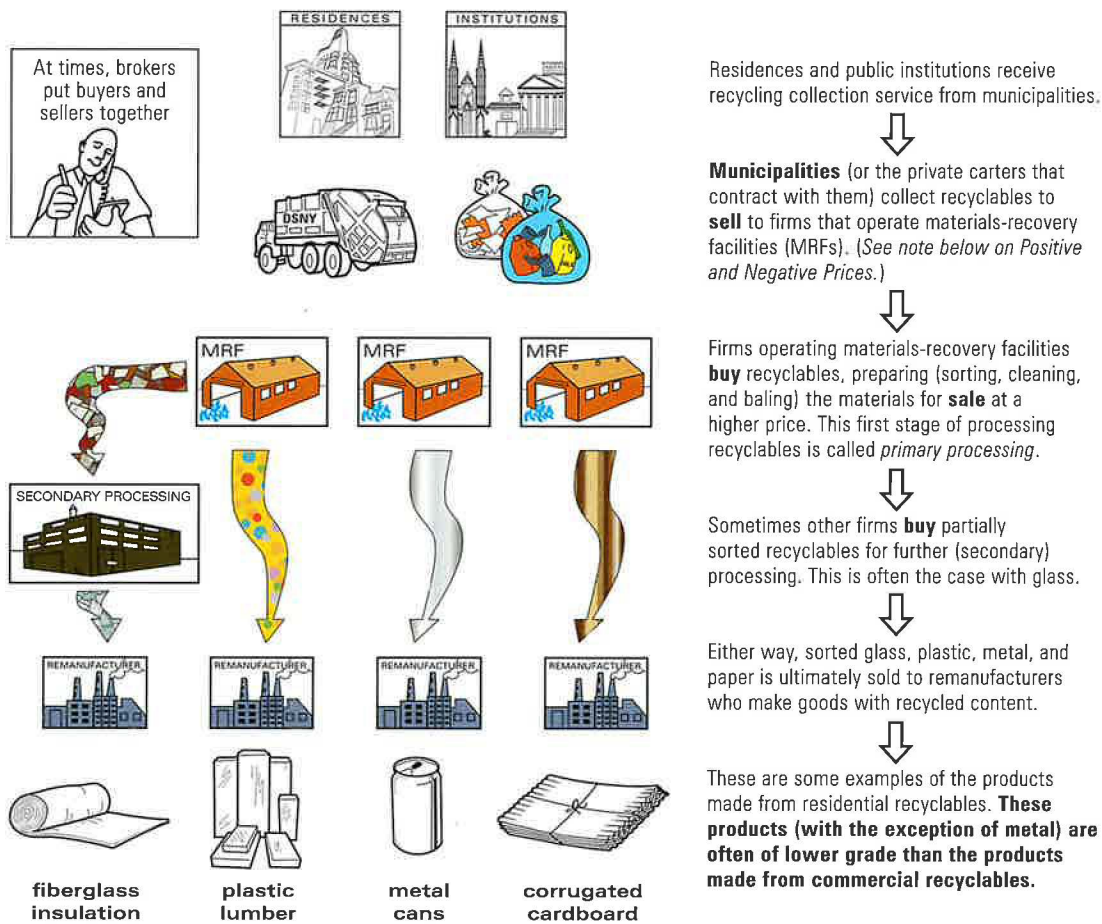 At times, brokers
put buyers and
sellers together
RESIDENCES
INSTITUTIONS
DSNY
MRF
MRF
MRF
SECONDARY PROCESSING
REMANUFACTURER
REMANUFACTURER
REMANUFACTURER
REMANUFACTURER
fiberglass
insulation
plastic
lumber
metal
cans
corrugated
cardboard
Residences and public institutions receive
recycling collection service from municipalities.
Municipalities (or the private carters that
contract with them) collect recyclables to
sell to firms that operate materials-recovery
facilities (MRFs). (See note below on Positive
and Negative Prices.)
Firms operating materials-recovery facilities
buy recyclables, preparing (sorting, cleaning,
and baling) the materials for sale at a
higher price. This first stage of processing
recyclables is called primary processing.
Sometimes other firms buy partially
sorted recyclables for further (secondary)
processing. This is often the case with glass.
Either way, sorted glass, plastic, metal, and
paper is ultimately sold to remanufacturers
who make goods with recycled content.
These are some examples of the products
made from residential recyclables. These
products (with the exception of metal) are
often of lower grade than the products
made from commercial recyclables.